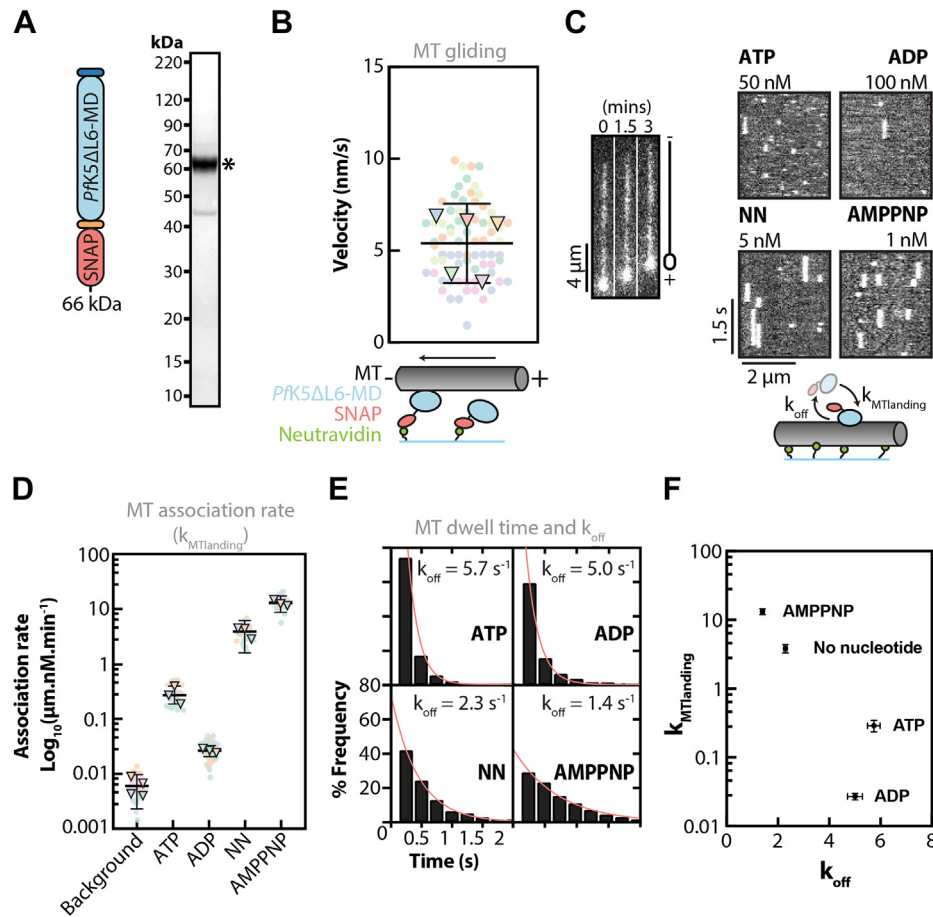 A
kDa
220
120
90
70
60
50
40
30
20
15
10
*
PfK5ΔL6-MD
SNAP
66 kDa
B
MT gliding
Velocity (nm/s)
15
10
5
0
MT - +
PfK5ΔL6-MD
SNAP
Neutravidin
C
(mins)
0 1.5 3
-
+
4 μm
ATP ADP
50 nM 100 nM
NN AMPPNP
5 nM 1 nM
1.5 s
2 μm
koff
kMTlanding
D
MT association rate
(kMTlanding)
Association rate
Log10(μm.nM.min-1)
100
10
1
0.1
0.01
0.001
Background
ATP
ADP
NN
AMPPNP
E
MT dwell time and koff
koff = 5.7 s-1
ATP
koff = 5.0 s-1
ADP
80
60
40
20
0
koff = 2.3 s-1
NN
koff = 1.4 s-1
AMPPNP
% Frequency
0.5 1 1.5 2
Time (s)
F
kMTlanding
100
10
1
0.1
0.01
AMPPNP
No nucleotide
ATP
ADP
0 2 4 6 8
koff